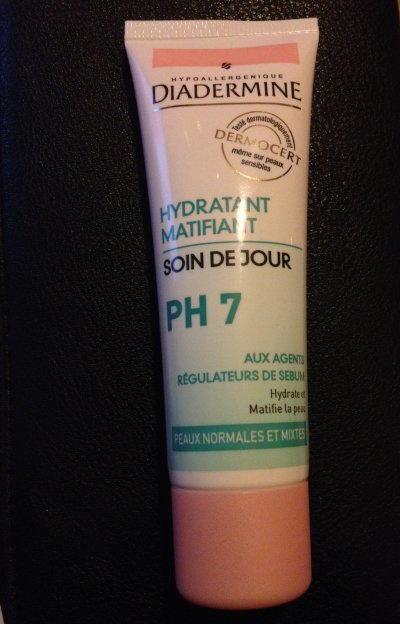 HYPOALLERGENIQUE
DIADERMINE
Testé dermatologiquement
DERMOCERT
même sur peaux
sensibles
HYDRATANT
MATIFIANT
SOIN DE JOUR
PH 7
AUX AGENTS
RÉGULATEURS DE SEBUM
Hydrate et
Matifie la peau
PEAUX NORMALES ET MIXTES